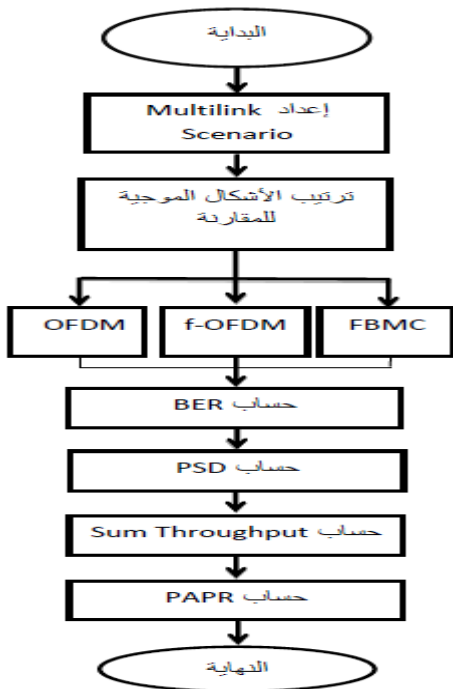 البداية
إعداد Multilink
Scenario
ترتيب الأشكال الموجية
للمقارنة
OFDM
f-OFDM
FBMC
حساب BER
حساب PSD
حساب Sum Throughput
حساب PAPR
النهاية